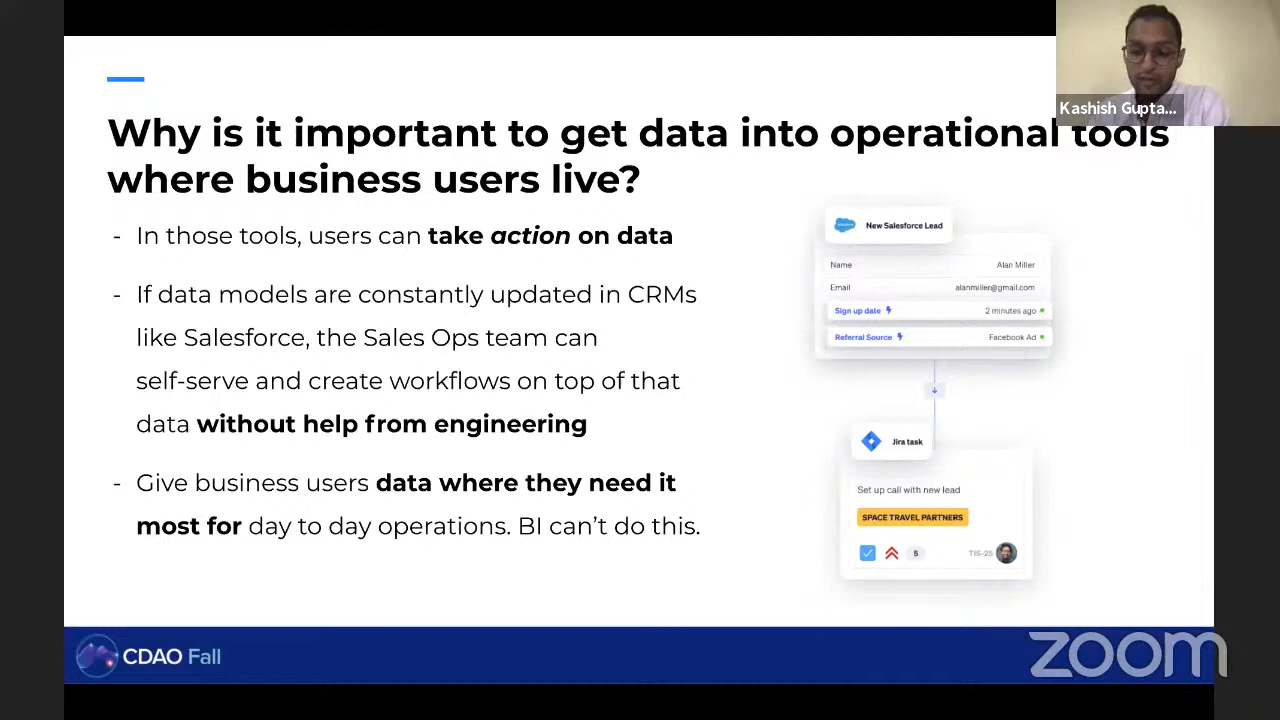 Kashish Gupta...
Why is it important to get data into operational tools
where business users live?
- In those tools, users can take action on data
- If data models are constantly updated in CRMs
like Salesforce, the Sales Ops team can
self-serve and create workflows on top of that
data without help from engineering
- Give business users data where they need it
most for day to day operations. BI can't do this.
New Salesforce Lead
Name Alan Miller
Email alanmiller@gmail.com
Sign up date 2 minutes ago
Referral Source Facebook Ad
Jira task
Set up call with new lead
SPACE TRAVEL PARTNERS
5 TIS-25
CDAO Fall
zoom